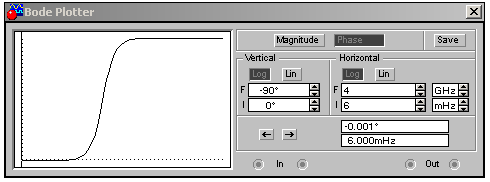 Bode Plotter
Magnitude Phase Save
Vertical Horizontal
Log Lin Log Lin
F -90° F 4 GHz
I 0° I 6 mHz
← → -0.001°
6.000mHz
In Out